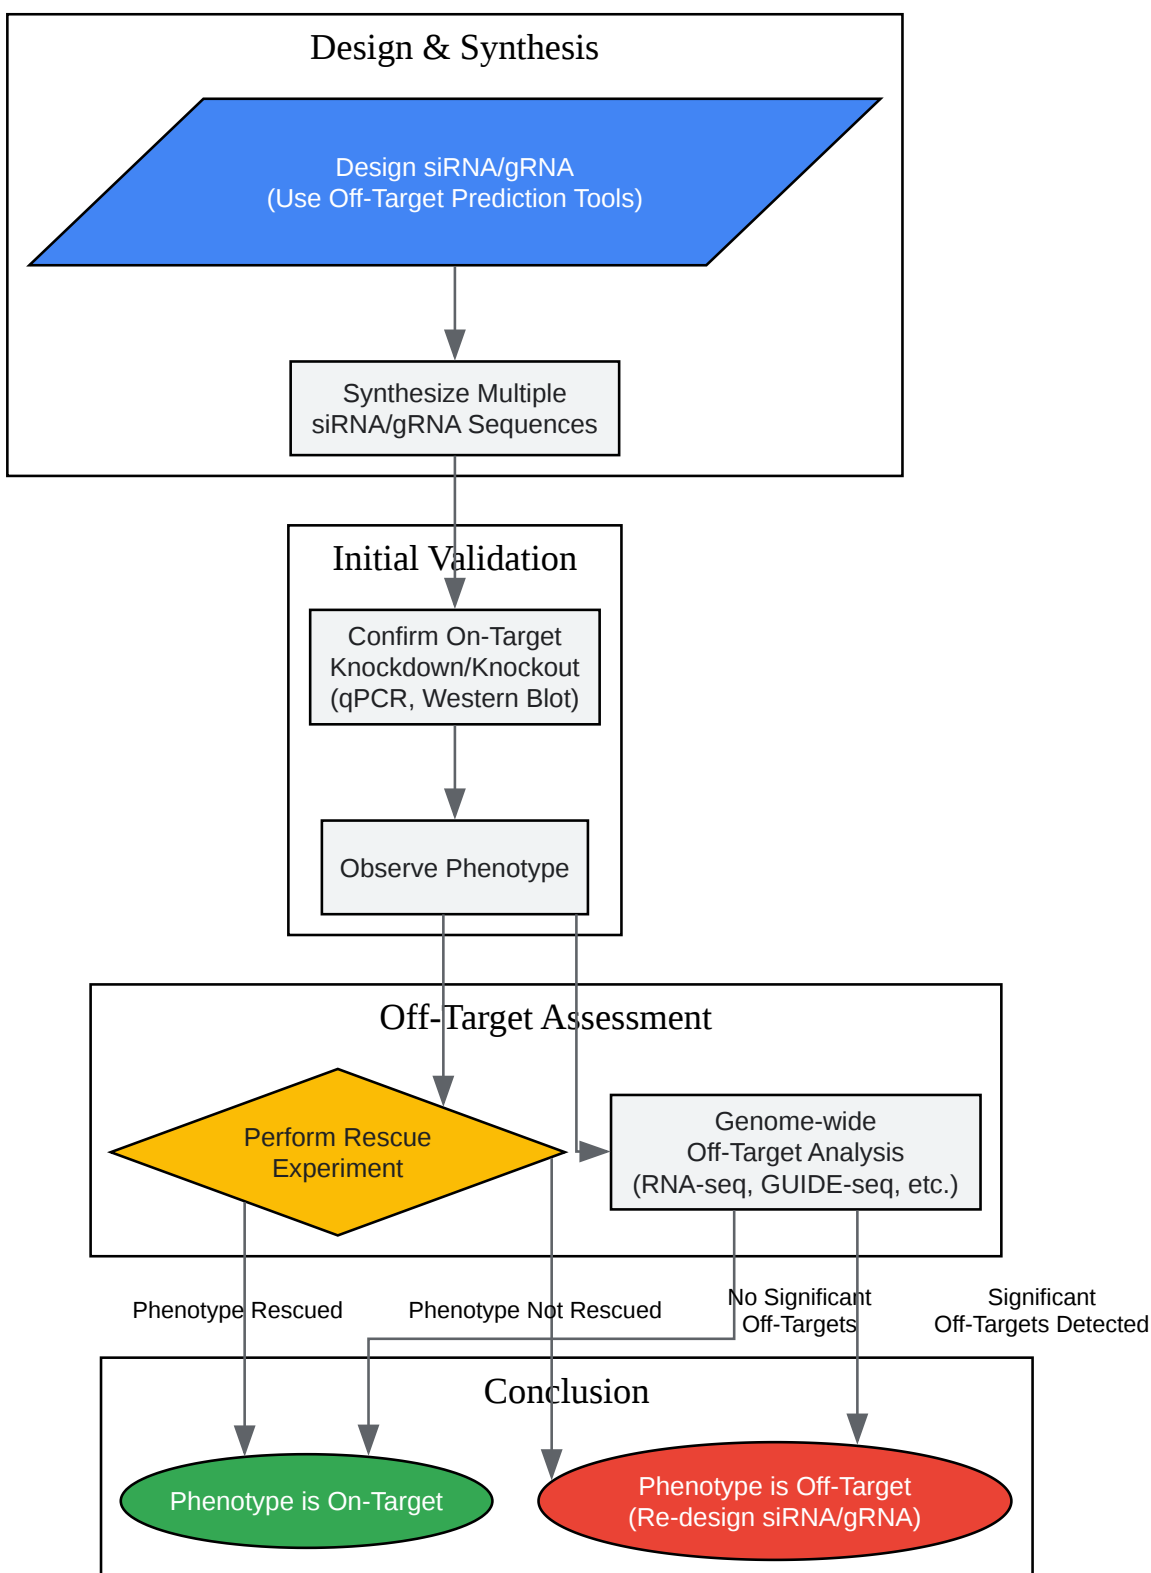 Design & Synthesis
Design siRNA/gRNA
(Use Off-Target Prediction Tools)
Synthesize Multiple
siRNA/gRNA Sequences
Initial Validation
Confirm On-Target
Knockdown/Knockout
(qPCR, Western Blot)
Observe Phenotype
Off-Target Assessment
Perform Rescue
Experiment
Genome-wide
Off-Target Analysis
(RNA-seq, GUIDE-seq, etc.)
Phenotype Rescued
Phenotype Not Rescued
No Significant
Off-Targets
Significant
Off-Targets Detected
Conclusion
Phenotype is On-Target
Phenotype is Off-Target
(Re-design siRNA/gRNA)